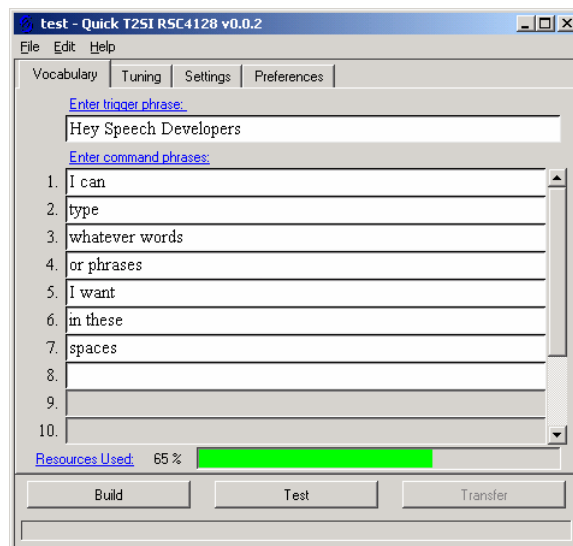 test - Quick T2SI RSC4128 v0.0.2
File Edit Help
Vocabulary Tuning Settings Preferences
Enter trigger phrase:
Hey Speech Developers
Enter command phrases:
1. I can
2. type
3. whatever words
4. or phrases
5. I want
6. in these
7. spaces
8.
9.
10.
Resources Used: 65 %
Build Test Transfer